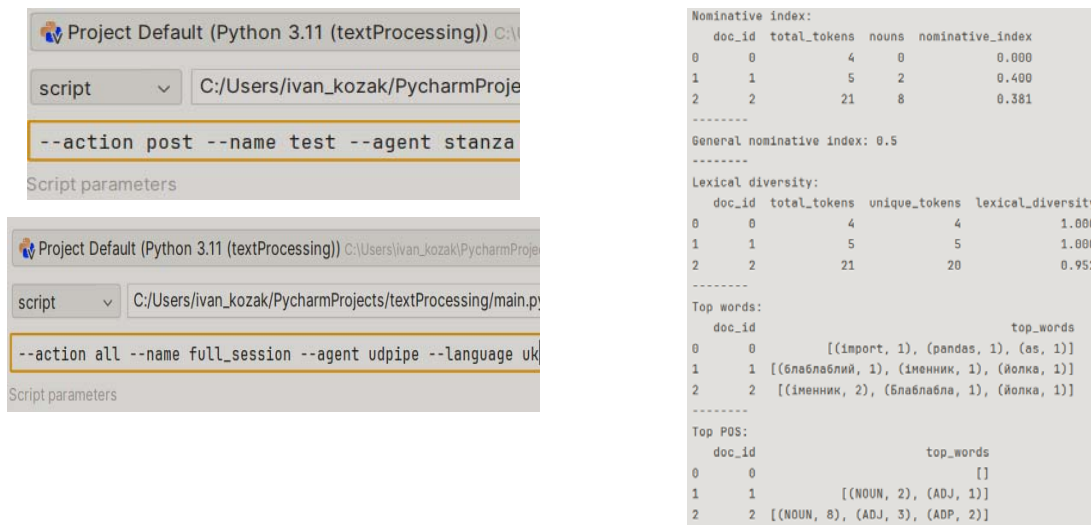 Project Default (Python 3.11 (textProcessing)) C:\U
script C:/Users/ivan_kozak/PycharmProje
--action post --name test --agent stanza
Script parameters
Project Default (Python 3.11 (textProcessing)) C:\Users\ivan_kozak\PycharmProje
script C:/Users/ivan_kozak/PycharmProjects/textProcessing/main.py
--action all --name full_session --agent udpipe --language uk
Script parameters
Nominative index:
doc_id total_tokens nouns nominative_index
0 0 4 0 0.000
1 1 5 2 0.400
2 2 21 8 0.381
--------
General nominative index: 0.5
--------
Lexical diversity:
doc_id total_tokens unique_tokens lexical_diversity
0 0 4 4 1.000
1 1 5 5 1.000
2 2 21 20 0.952
--------
Top words:
doc_id top_words
0 0 [(import, 1), (pandas, 1), (as, 1)]
1 1 [(блаблаблий, 1), (іменник, 1), (йолка, 1)]
2 2 [(іменник, 2), (Блаблабла, 1), (йолка, 1)]
--------
Top POS:
doc_id top_words
0 0 []
1 1 [(NOUN, 2), (ADJ, 1)]
2 2 [(NOUN, 8), (ADJ, 3), (ADP, 2)]